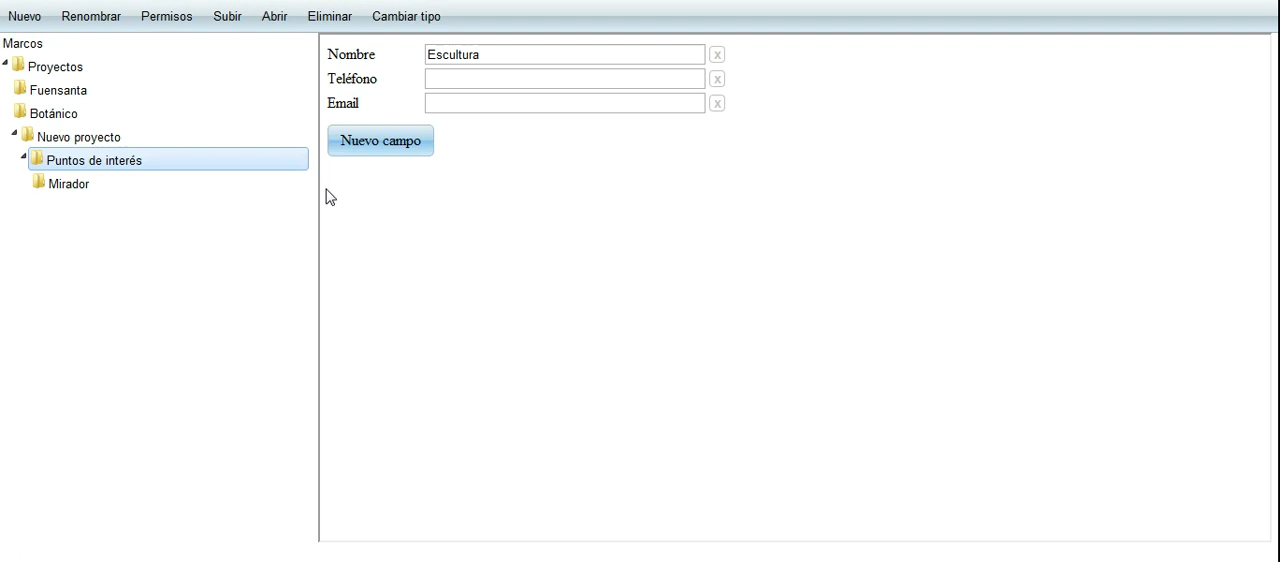 Nuevo Renombrar Permisos Subir Abrir Eliminar Cambiar tipo
Marcos
Proyectos
Fuensanta
Botánico
Nuevo proyecto
Puntos de interés
Mirador
Nombre Escultura x
Teléfono x
Email x
Nuevo campo